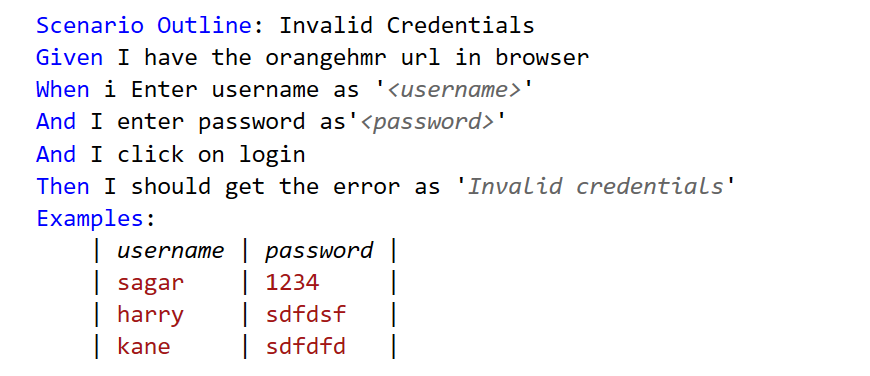 Scenario Outline: Invalid Credentials
Given I have the orangehmr url in browser
When i Enter username as '<username>'
And I enter password as'<password>'
And I click on login
Then I should get the error as 'Invalid credentials'
Examples:
| username | password |
| sagar | 1234 |
| harry | sdfdsf |
| kane | sdfdfd |